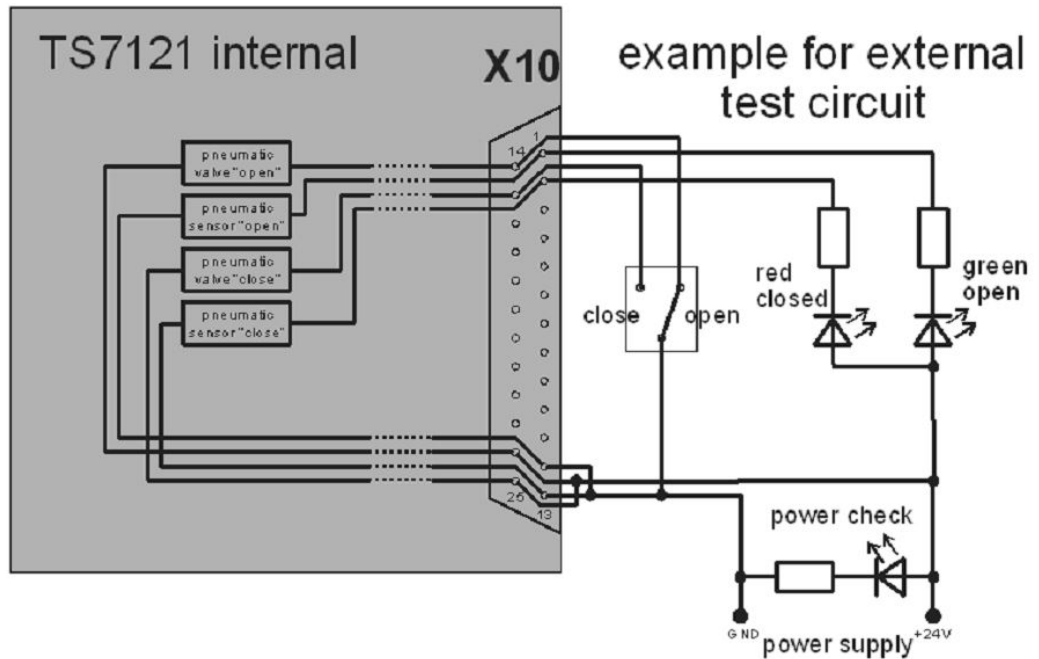 TS7121 internal
X10
example for external
test circuit
1
14
pneumatic
valve"open"
pneumatic
sensor"open"
pneumatic
valve"close"
pneumatic
sensor"close"
close
open
red
closed
green
open
26
13
power check
GND
+24V
power supply